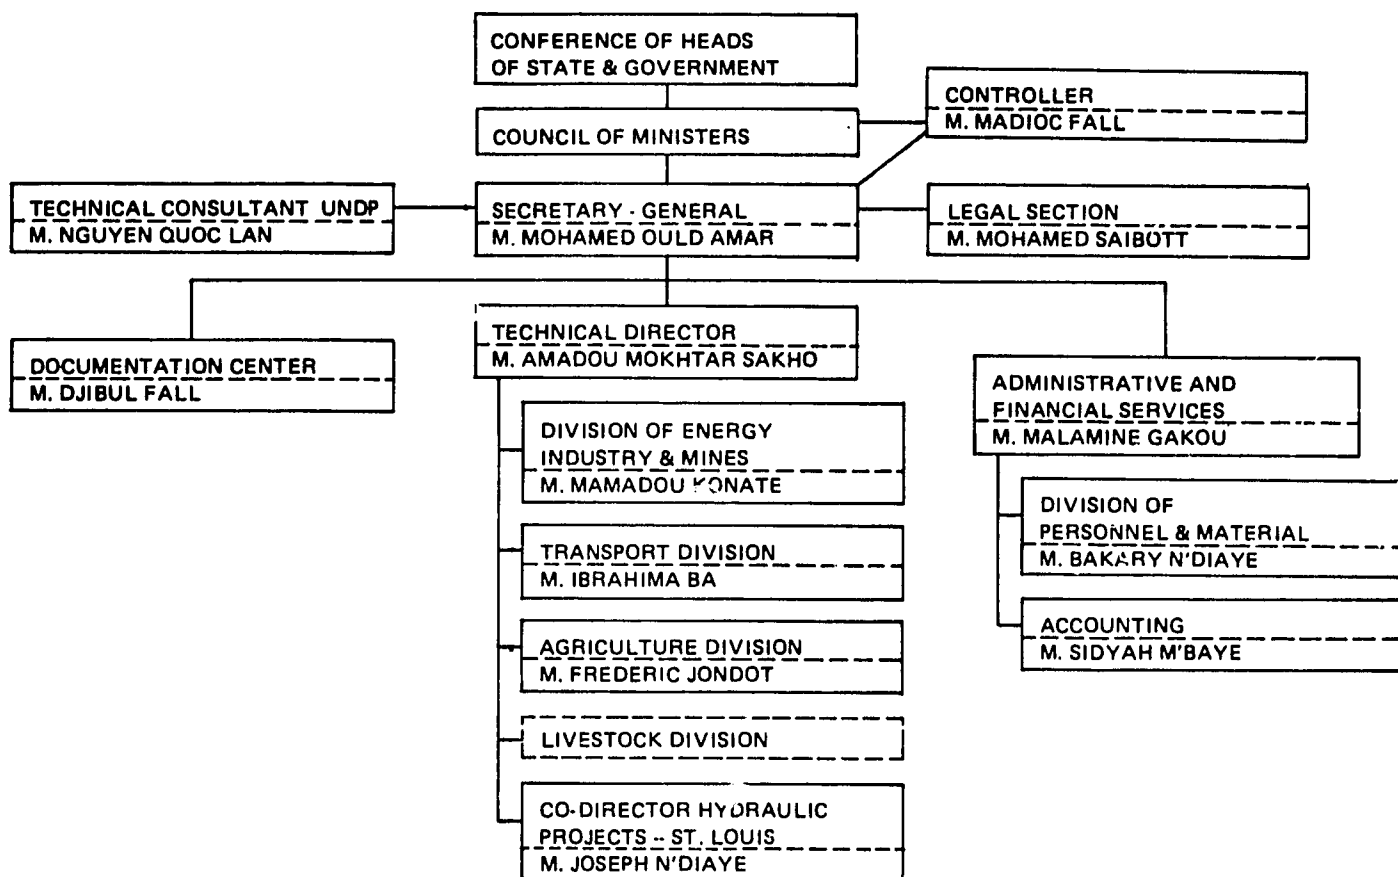 CONFERENCE OF HEADS
OF STATE & GOVERNMENT
CONTROLLER
M. MADIOC FALL
COUNCIL OF MINISTERS
TECHNICAL CONSULTANT UNDP
M. NGUYEN QUOC LAN
SECRETARY - GENERAL
M. MOHAMED OULD AMAR
LEGAL SECTION
M. MOHAMED SAIBOTT
TECHNICAL DIRECTOR
M. AMADOU MOKHTAR SAKHO
DOCUMENTATION CENTER
M. DJIBUL FALL
ADMINISTRATIVE AND
FINANCIAL SERVICES
M. MALAMINE GAKOU
DIVISION OF ENERGY
INDUSTRY & MINES
M. MAMADOU KONATE
TRANSPORT DIVISION
M. IBRAHIMA BA
AGRICULTURE DIVISION
M. FREDERIC JONDOT
LIVESTOCK DIVISION
CO-DIRECTOR HYDRAULIC
PROJECTS -- ST. LOUIS
M. JOSEPH N'DIAYE
DIVISION OF
PERSONNEL & MATERIAL
M. BAKARY N'DIAYE
ACCOUNTING
M. SIDYAH M'BAYE